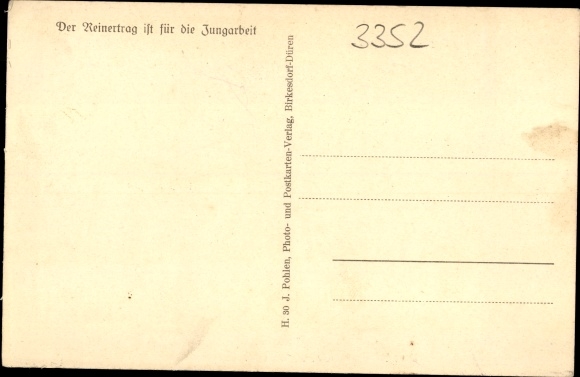 Der Reinertrag ist für die Jungarbeit
3352
H. 30 J. Pohlen, Photo- und Postkarten-Verlag, Birkesdorf-Düren